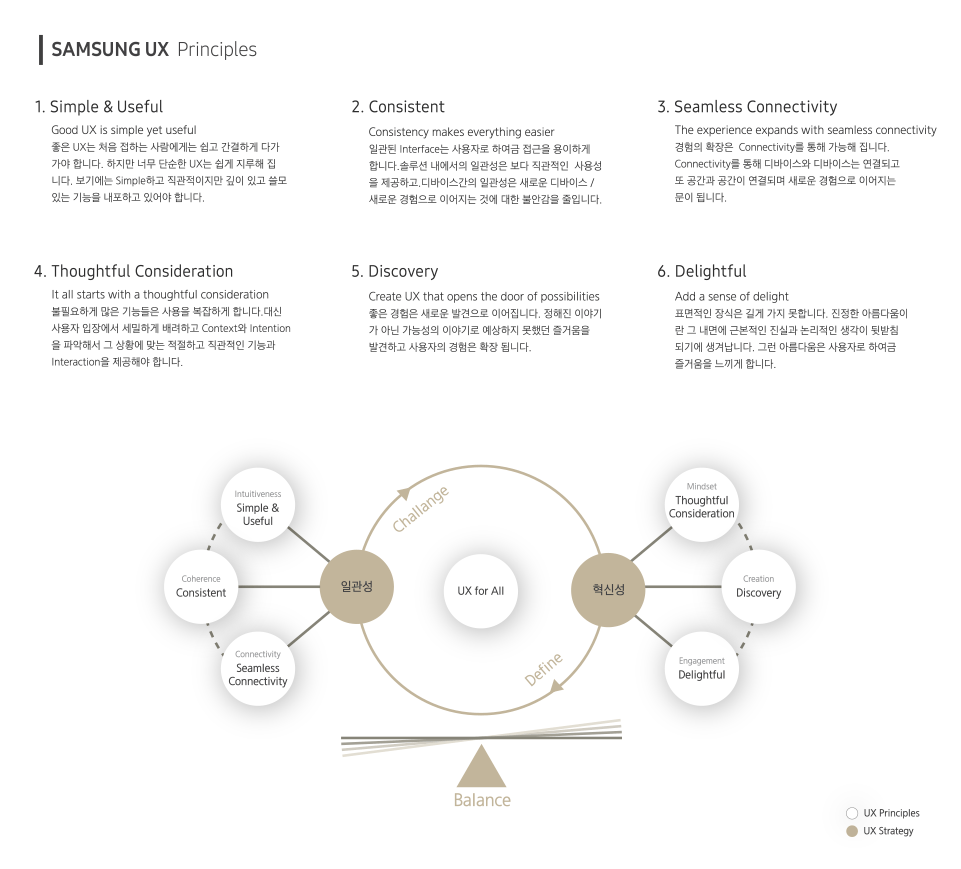 SAMSUNG UX Principles
1. Simple & Useful
Good UX is simple yet useful
좋은 UX는 처음 접하는 사람에게는 쉽고 간결하게 다가
가야 합니다. 하지만 너무 단순한 UX는 쉽게 지루해 집
니다. 보기에는 Simple하고 직관적이지만 깊이 있고 쓸모
있는 기능을 내포하고 있어야 합니다.
2. Consistent
Consistency makes everything easier
일관된 Interface는 사용자로 하여금 접근을 용이하게
합니다.솔루션 내에서의 일관성은 보다 직관적인 사용성
을 제공하고,디바이스간의 일관성은 새로운 디바이스 /
새로운 경험으로 이어지는 것에 대한 불안감을 줄입니다.
3. Seamless Connectivity
The experience expands with seamless connectivity
경험의 확장은 Connectivity를 통해 가능해 집니다.
Connectivity를 통해 디바이스와 디바이스는 연결되고
또 공간과 공간이 연결되며 새로운 경험으로 이어지는
문이 됩니다.
4. Thoughtful Consideration
It all starts with a thoughtful consideration
불필요하게 많은 기능들은 사용을 복잡하게 합니다.대신
사용자 입장에서 세밀하게 배려하고 Context와 Intention
을 파악해서 그 상황에 맞는 적절하고 직관적인 기능과
Interaction을 제공해야 합니다.
5. Discovery
Create UX that opens the door of possibilities
좋은 경험은 새로운 발견으로 이어집니다. 정해진 이야기
가 아닌 가능성의 이야기로 예상하지 못했던 즐거움을
발견하고 사용자의 경험은 확장 됩니다.
6. Delightful
Add a sense of delight
표면적인 장식은 길게 가지 못합니다. 진정한 아름다움이
란 그 내면에 근본적인 진실과 논리적인 생각이 뒷받침
되기에 생겨납니다. 그런 아름다움은 사용자로 하여금
즐거움을 느끼게 합니다.
Intuitiveness
Simple &
Useful
Coherence
Consistent
Connectivity
Seamless
Connectivity
일관성
Challange
UX for All
Define
혁신성
Mindset
Thoughtful
Consideration
Creation
Discovery
Engagement
Delightful
Balance
UX Principles
UX Strategy